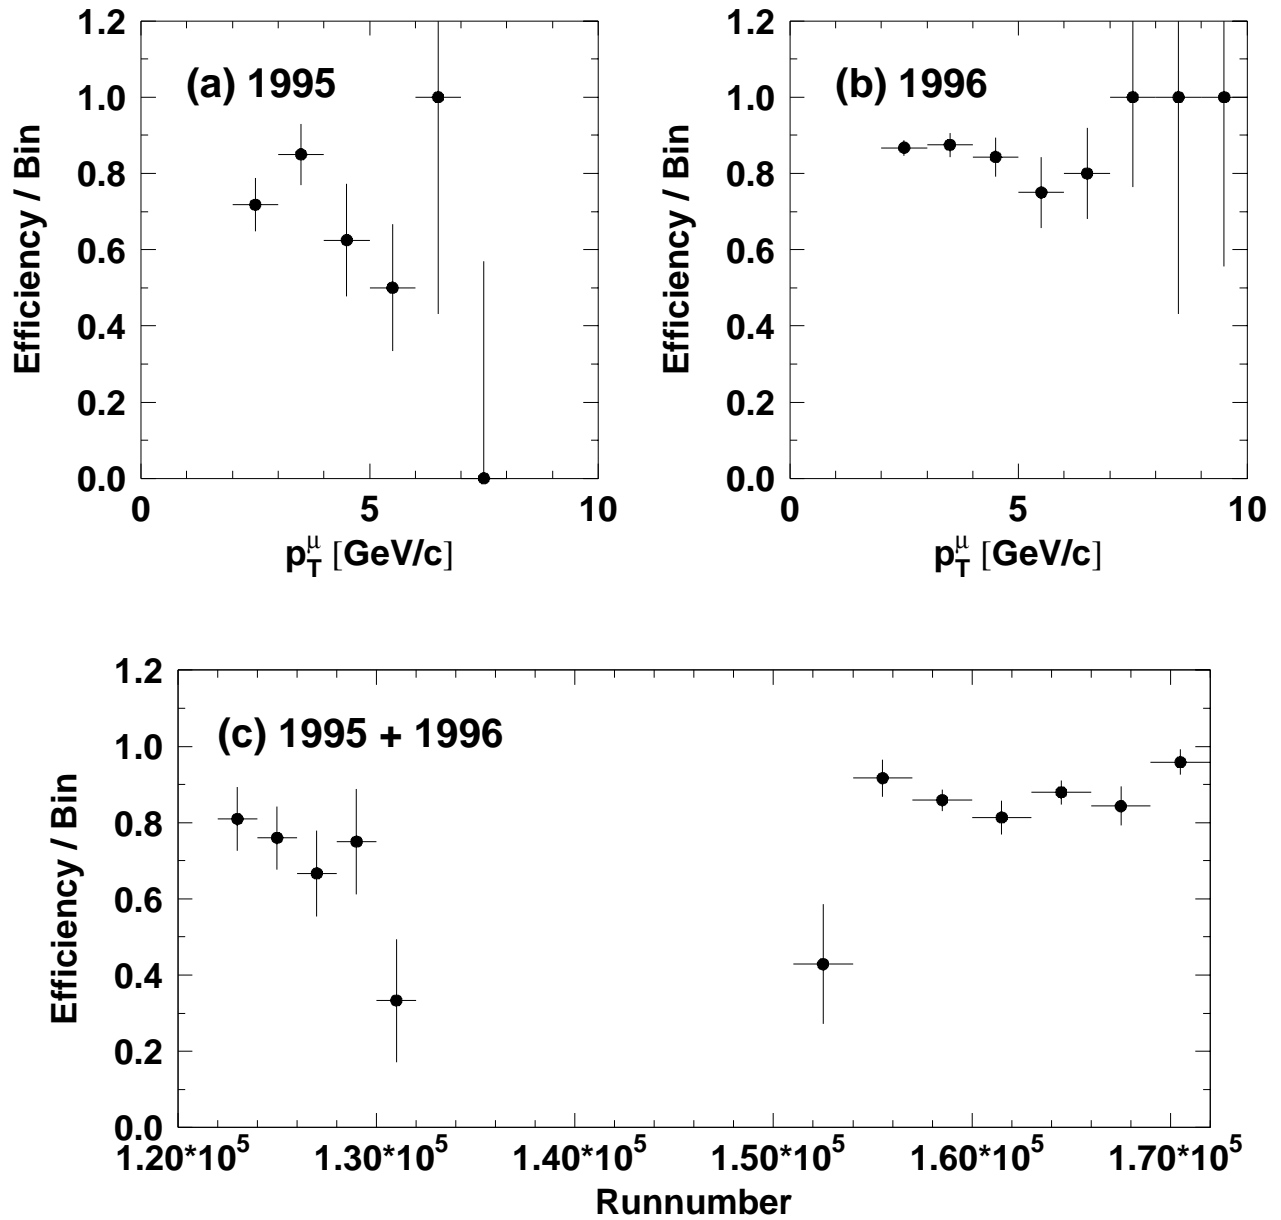 (a) 1995
Efficiency / Bin
1.2
1.0
0.8
0.6
0.4
0.2
0.0
0 5 10
p_T^μ [GeV/c]
(b) 1996
Efficiency / Bin
1.2
1.0
0.8
0.6
0.4
0.2
0.0
0 5 10
p_T^μ [GeV/c]
(c) 1995 + 1996
Efficiency / Bin
1.2
1.0
0.8
0.6
0.4
0.2
0.0
1.20*10^5 1.30*10^5 1.40*10^5 1.50*10^5 1.60*10^5 1.70*10^5
Runnumber